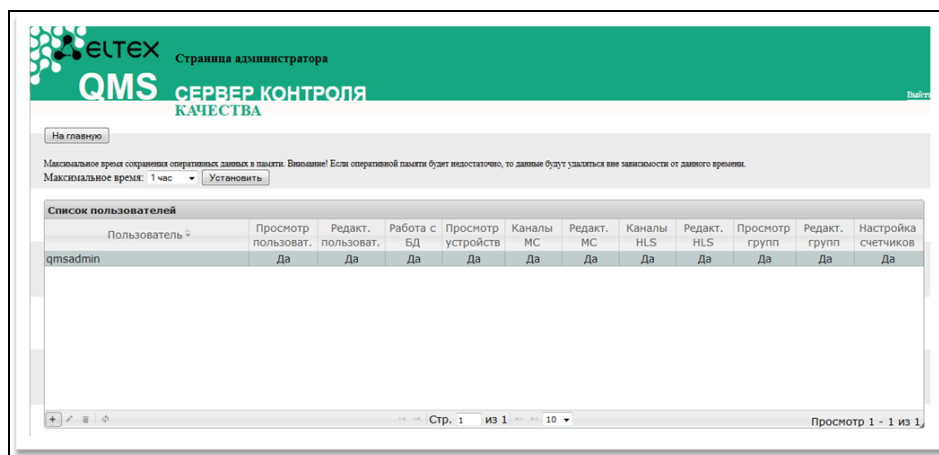 ELTEX
Страница администратора
QMS СЕРВЕР КОНТРОЛЯ
КАЧЕСТВА
Выйти
На главную
Максимальное время сохранения оперативных данных в памяти. Внимание! Если оперативной памяти будет недостаточно, то данные будут удаляться вне зависимости от данного времени.
Максимальное время: 1 час Установить
Список пользователей
Пользователь Просмотр пользоват. Редакт. пользоват. Работа с БД Просмотр устройств Каналы МС Редакт. МС Каналы HLS Редакт. HLS Просмотр групп Редакт. групп Настройка счетчиков
qmsadmin Да Да Да Да Да Да Да Да Да Да Да
Стр. 1 из 1 10 Просмотр 1 - 1 из 1